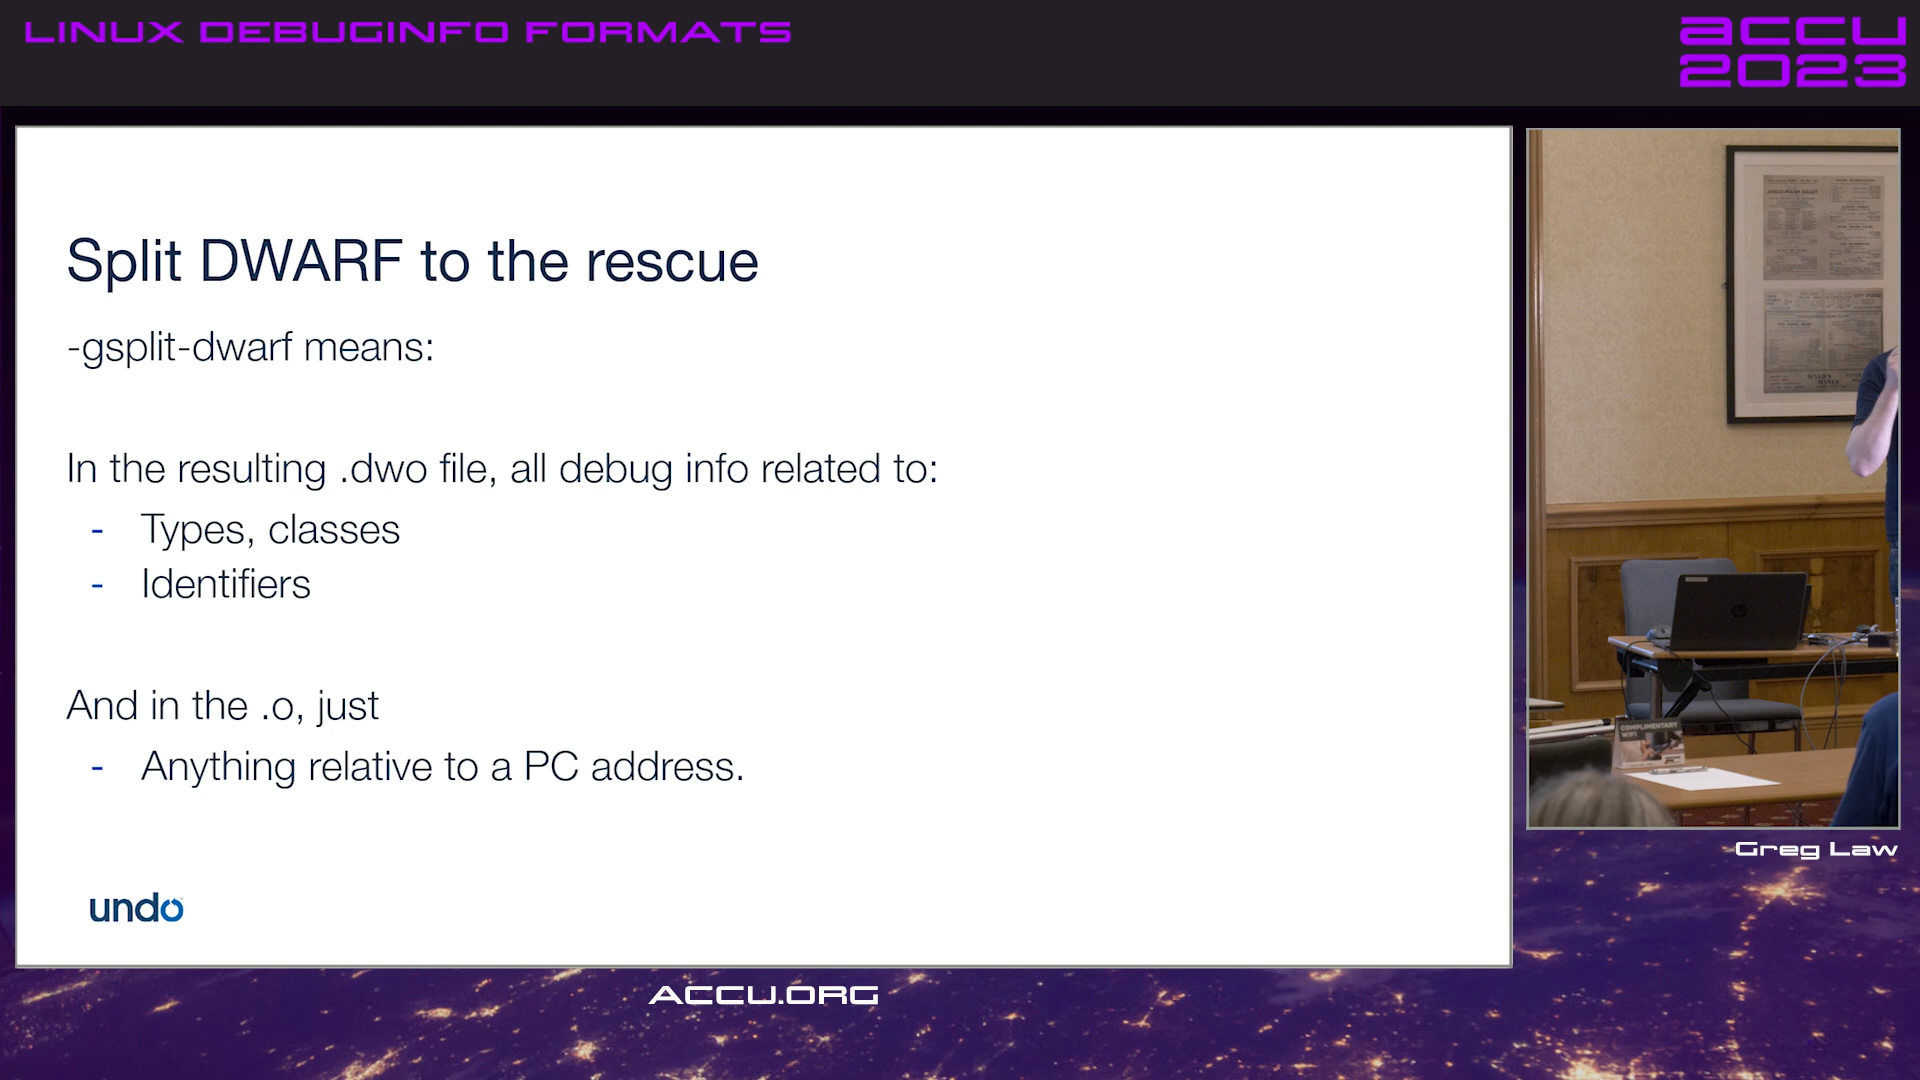 LINUX DEBUGINFO FORMATS
accu
2023
Split DWARF to the rescue
-gsplit-dwarf means:
In the resulting .dwo file, all debug info related to:
- Types, classes
- Identifiers
And in the .o, just
- Anything relative to a PC address.
undo
COMPLIMENTARY
WIFI
Greg Law
ACCU.ORG